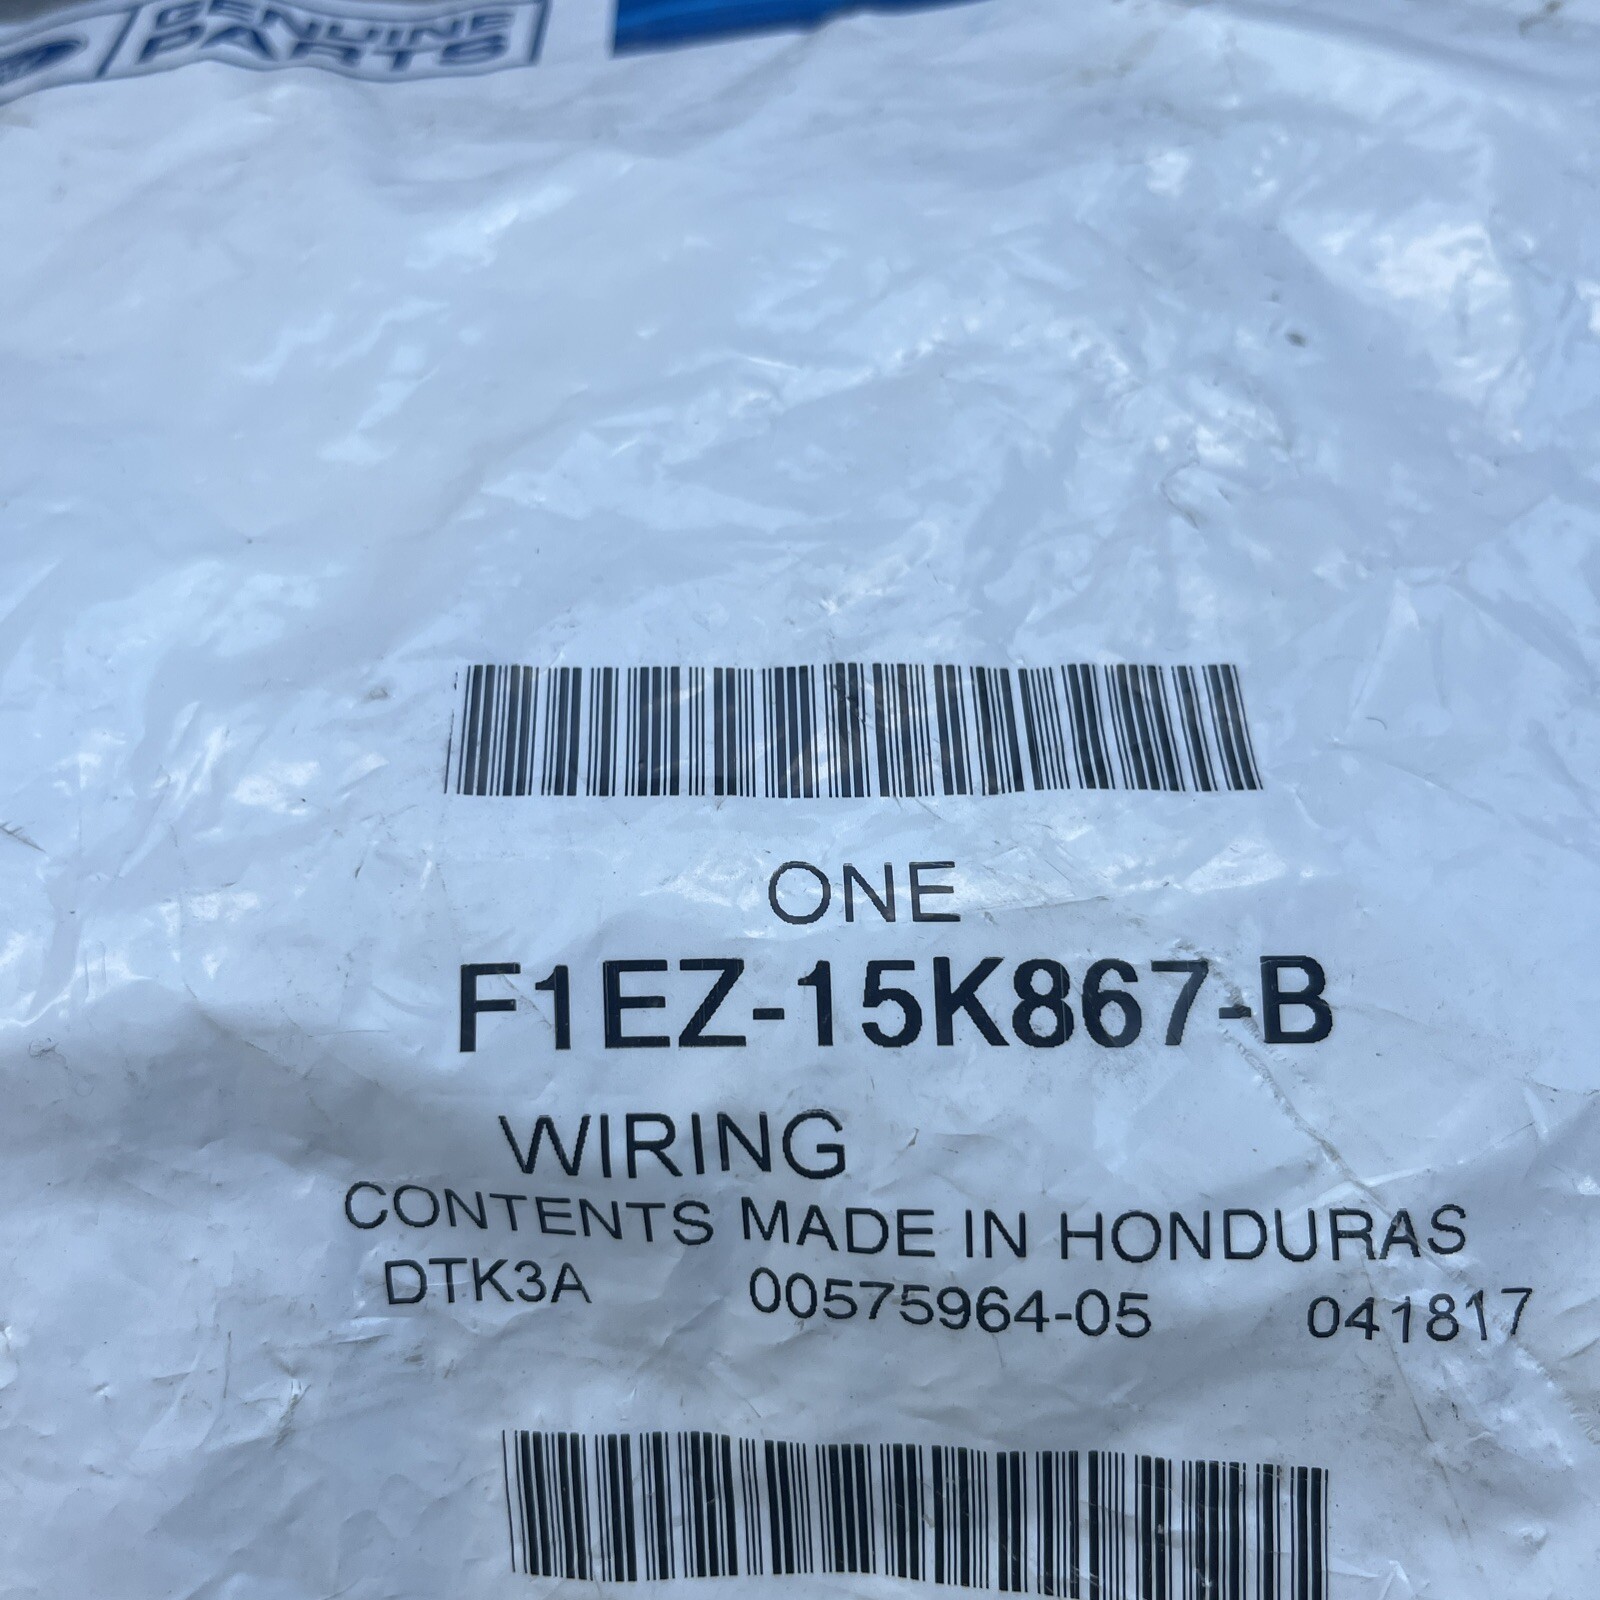 GENUINE
PARTS
ONE
F1EZ-15K867-B
WIRING
CONTENTS MADE IN HONDURAS
DTK3A 00575964-05 041817